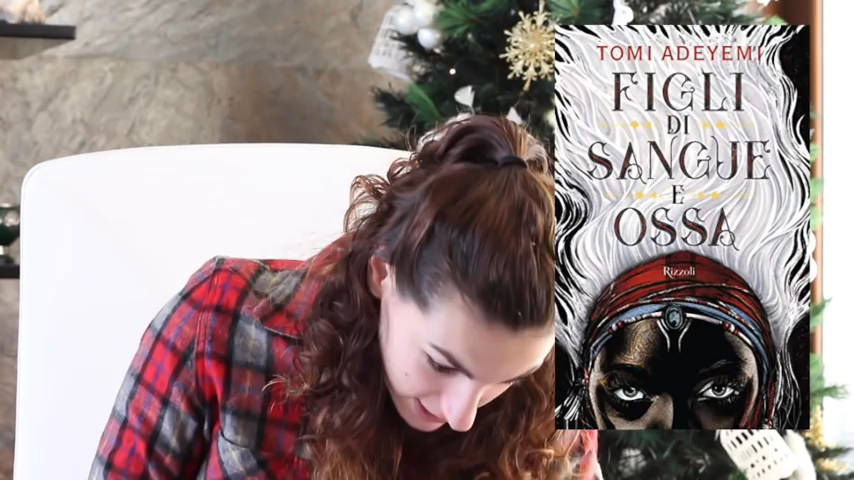 TOMI ADEYEMI
FIGLI
DI
SANGUE
E
OSSA
Rizzoli